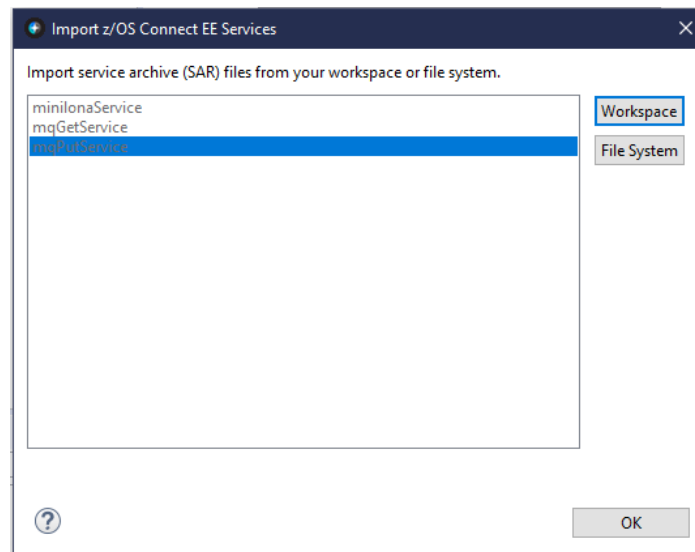 Import z/OS Connect EE Services
Import service archive (SAR) files from your workspace or file system.
minilonaService
mqGetService
mqPutService
Workspace
File System
OK